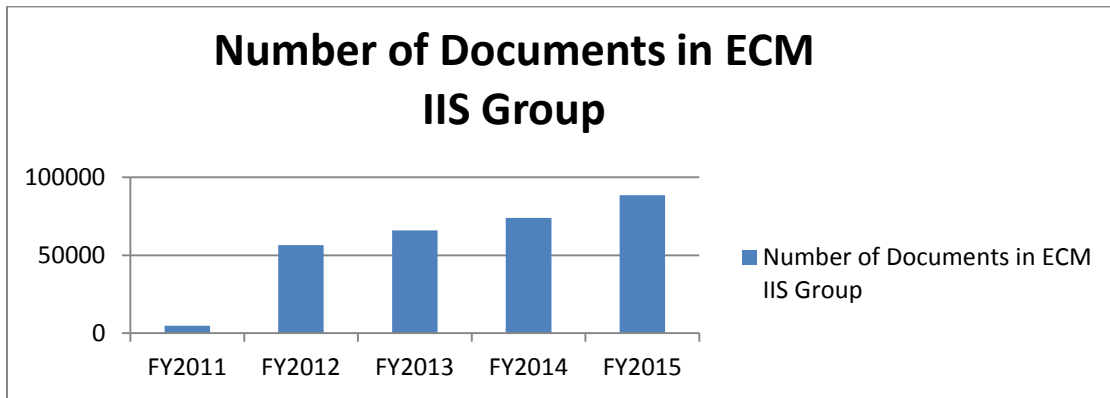 Number of Documents in ECM
IIS Group
100000
50000
0
FY2011 FY2012 FY2013 FY2014 FY2015
Number of Documents in ECM
IIS Group